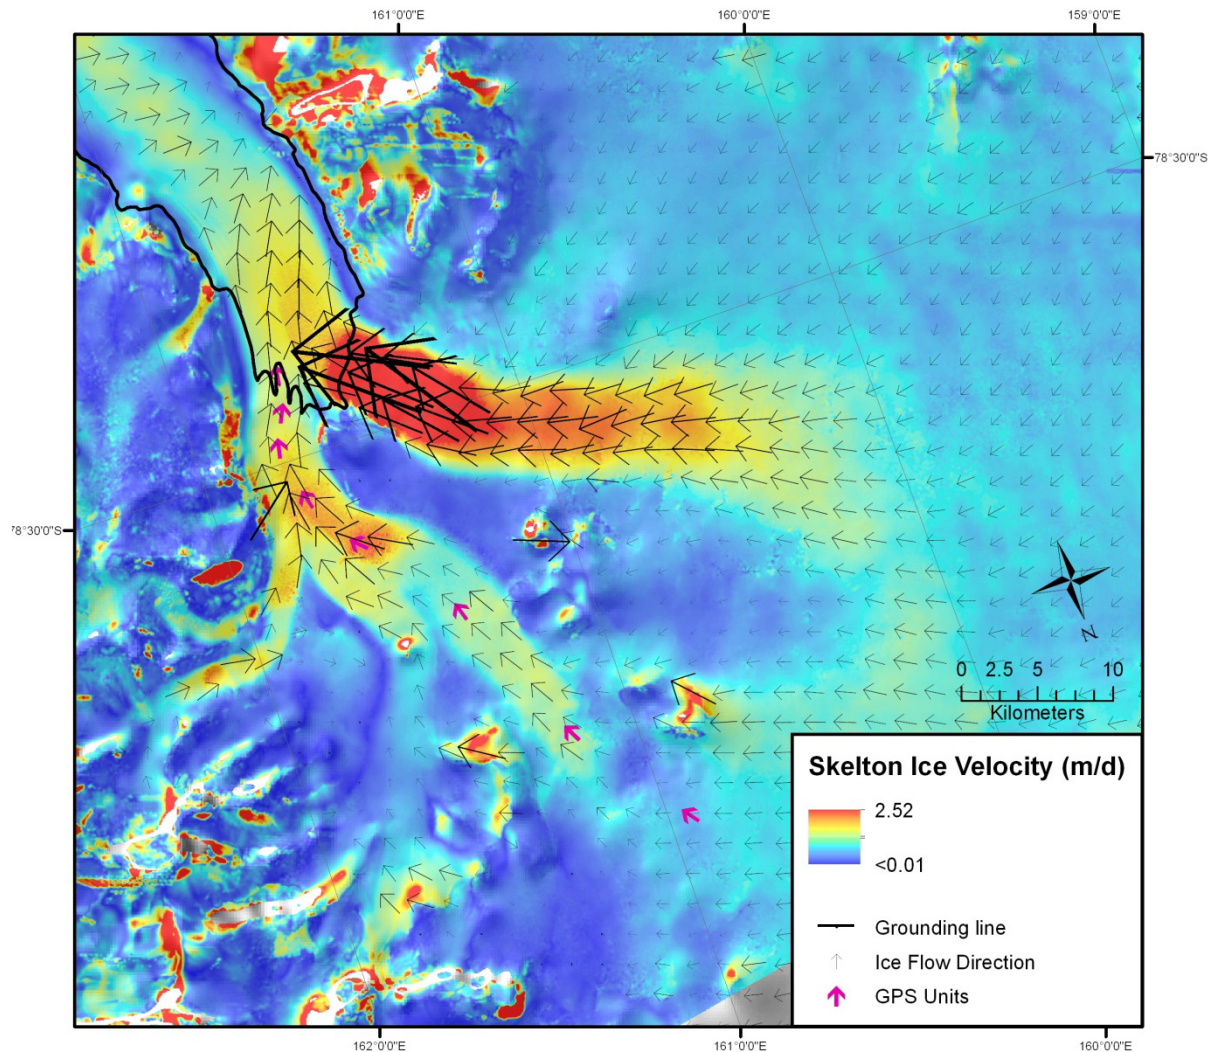 161°0'0"E
160°0'0"E
159°0'0"E
78°30'0"S
78°30'0"S
N
0 2.5 5 10
Kilometers
Skelton Ice Velocity (m/d)
2.52
<0.01
Grounding line
Ice Flow Direction
GPS Units
162°0'0"E
161°0'0"E
160°0'0"E